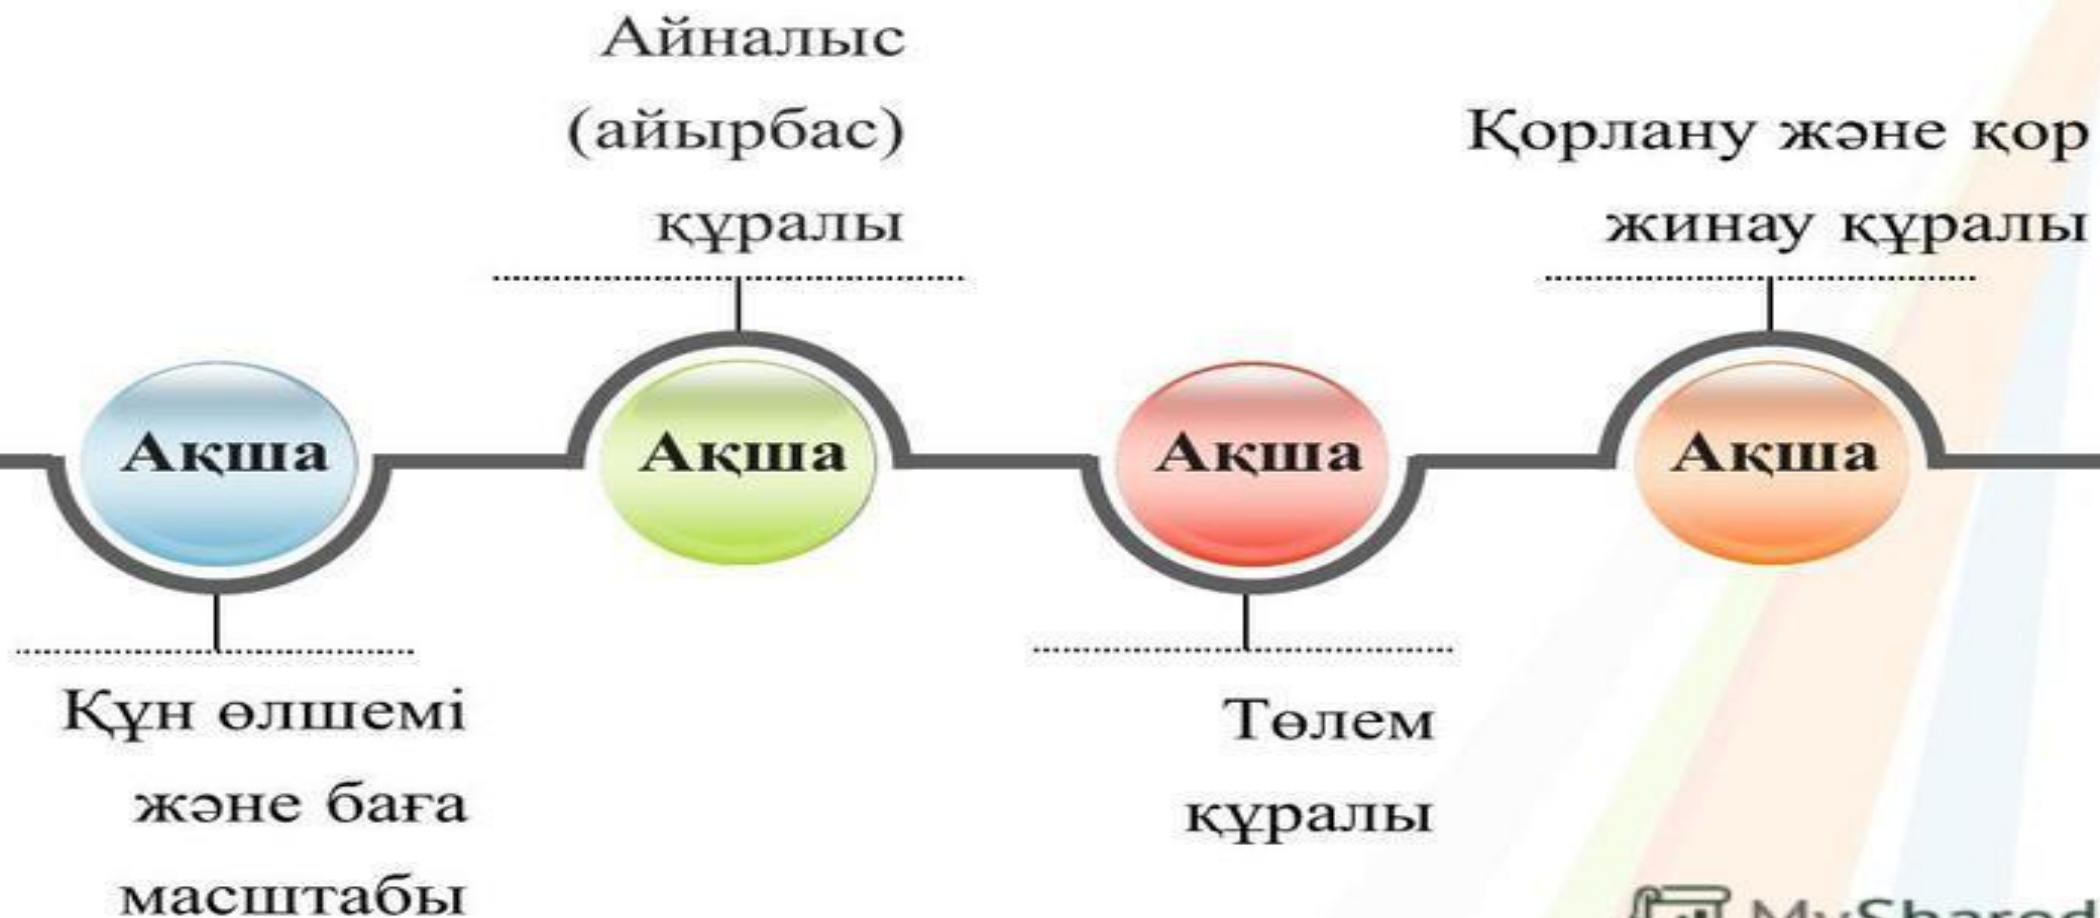 Айналыс
(айырбас)
құралы
Қорлану және қор
жинау құралы
Ақша
Ақша
Ақша
Ақша
Құн өлшемі
және баға
масштабы
Төлем
құралы
MyShared